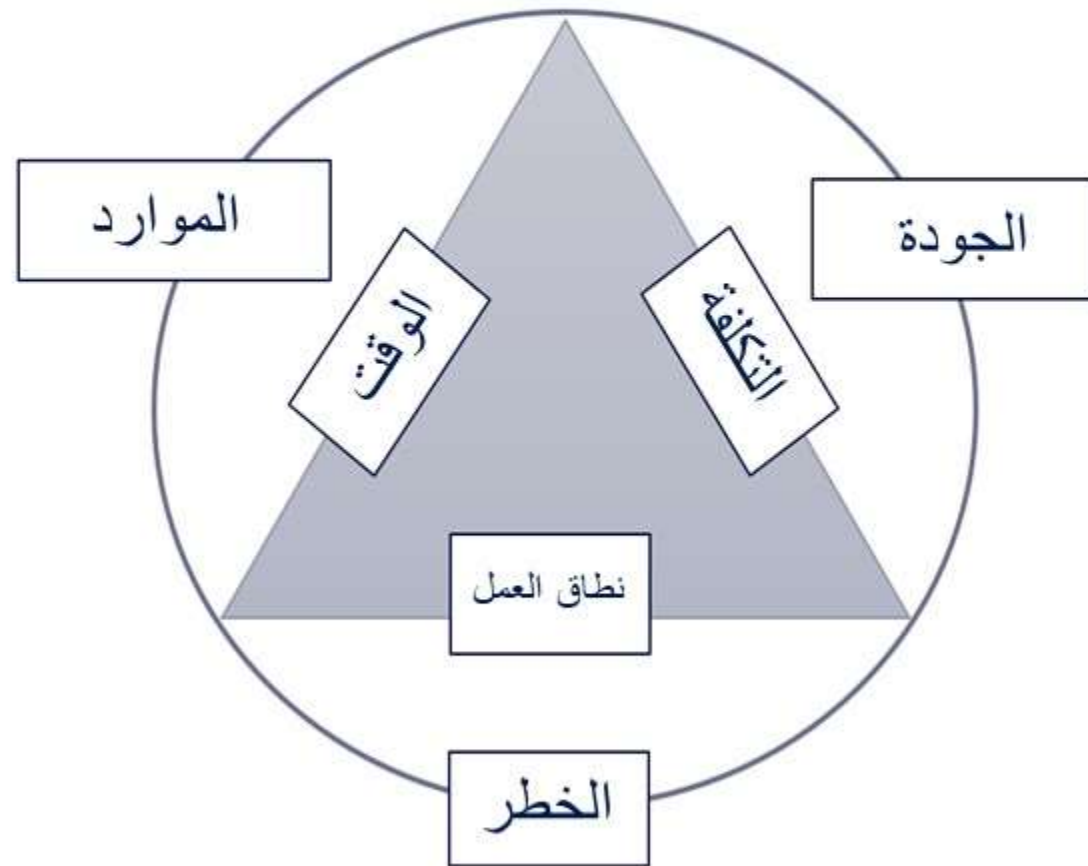 الجودة
الموارد
التكلفة
الوقت
نطاق العمل
الخطر